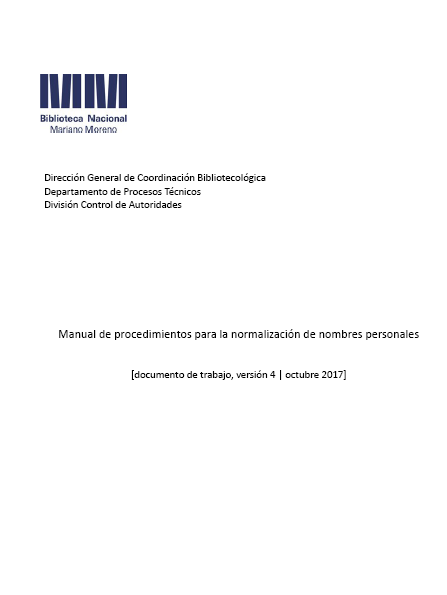 Biblioteca Nacional
Mariano Moreno
Dirección General de Coordinación Bibliotecológica
Departamento de Procesos Técnicos
División Control de Autoridades
Manual de procedimientos para la normalización de nombres personales
[documento de trabajo, versión 4 | octubre 2017]